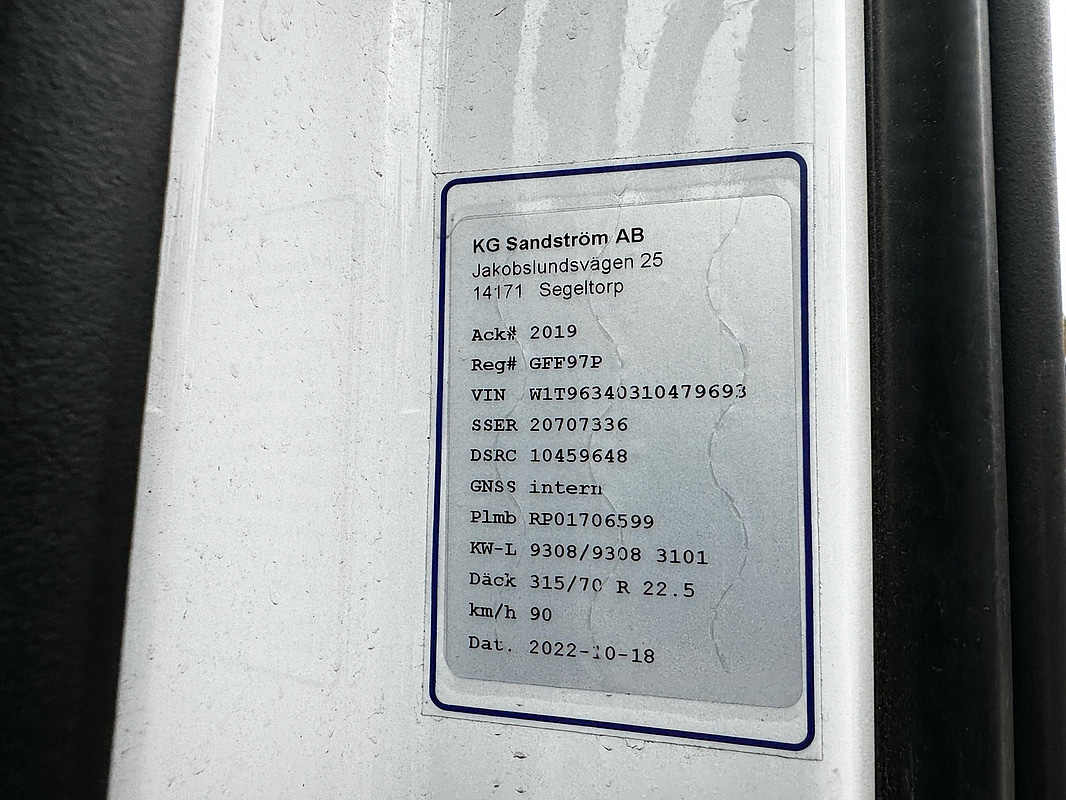 KG Sandström AB
Jakobslundsvägen 25
14171 Segeltorp
Ack# 2019
Reg# GFF97P
VIN W1T96340310479693
SSER 20707336
DSRC 10459648
GNSS intern
Plmb RP01706599
KW-L 9308/9308 3101
Däck 315/70 R 22.5
km/h 90
Dat. 2022-10-18